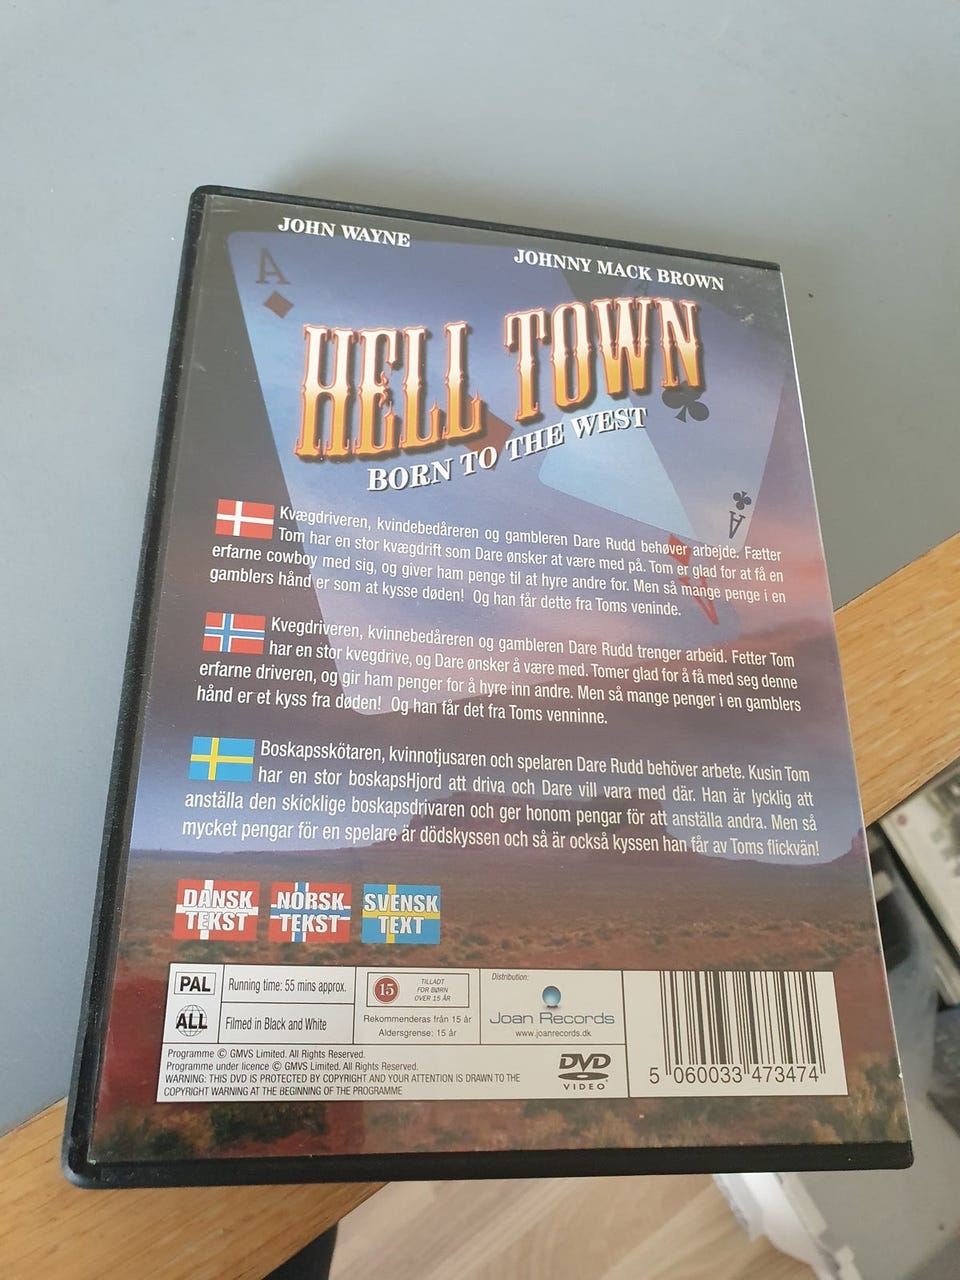 JOHN WAYNE
JOHNNY MACK BROWN
A
HELL TOWN
BORN TO THE WEST
A
Kvægdriveren, kvindebedåreren og gambleren Dare Rudd behøver arbejde. Fætter
Tom har en stor kvægdrift som Dare ønsker at være med på. Tom er glad for at få en
erfarne cowboy med sig, og giver ham penge til at hyre andre for. Men så mange penge i en
gamblers hånd er som at kysse døden! Og han får dette fra Toms veninde.
Kvegdriveren, kvinnebedåreren og gambleren Dare Rudd trenger arbeid. Fetter Tom
har en stor kvegdrive, og Dare ønsker å være med. Tomer glad for å få med seg denne
erfarne driveren, og gir ham penger for å hyre inn andre. Men så mange penger i en gamblers
hånd er et kyss fra døden! Og han får det fra Toms venninne.
Boskapsskötaren, kvinnotjusaren och spelaren Dare Rudd behöver arbete. Kusin Tom
har en stor boskapsHjord att driva och Dare vill vara med där. Han är lycklig att
anställa den skicklige boskapsdrivaren och ger honom pengar för att anställa andra. Men så
mycket pengar för en spelare är dödskyssen och så är också kyssen han får av Toms flickvän!
DANSK TEKST
NORSK TEKST
SVENSK TEXT
PAL
Running time: 55 mins approx.
ALL
Filmed in Black and White
15
TILLADT
FOR BØRN
OVER 15 ÅR
Rekommenderas från 15 år
Aldersgrense: 15 år
Distribution:
Joan Records
www.joanrecords.dk
Programme © GMVS Limited. All Rights Reserved.
Programme under licence © GMVS Limited. All Rights Reserved.
WARNING: THIS DVD IS PROTECTED BY COPYRIGHT AND YOUR ATTENTION IS DRAWN TO THE
COPYRIGHT WARNING AT THE BEGINNING OF THE PROGRAMME
DVD
VIDEO
5 060033 473474